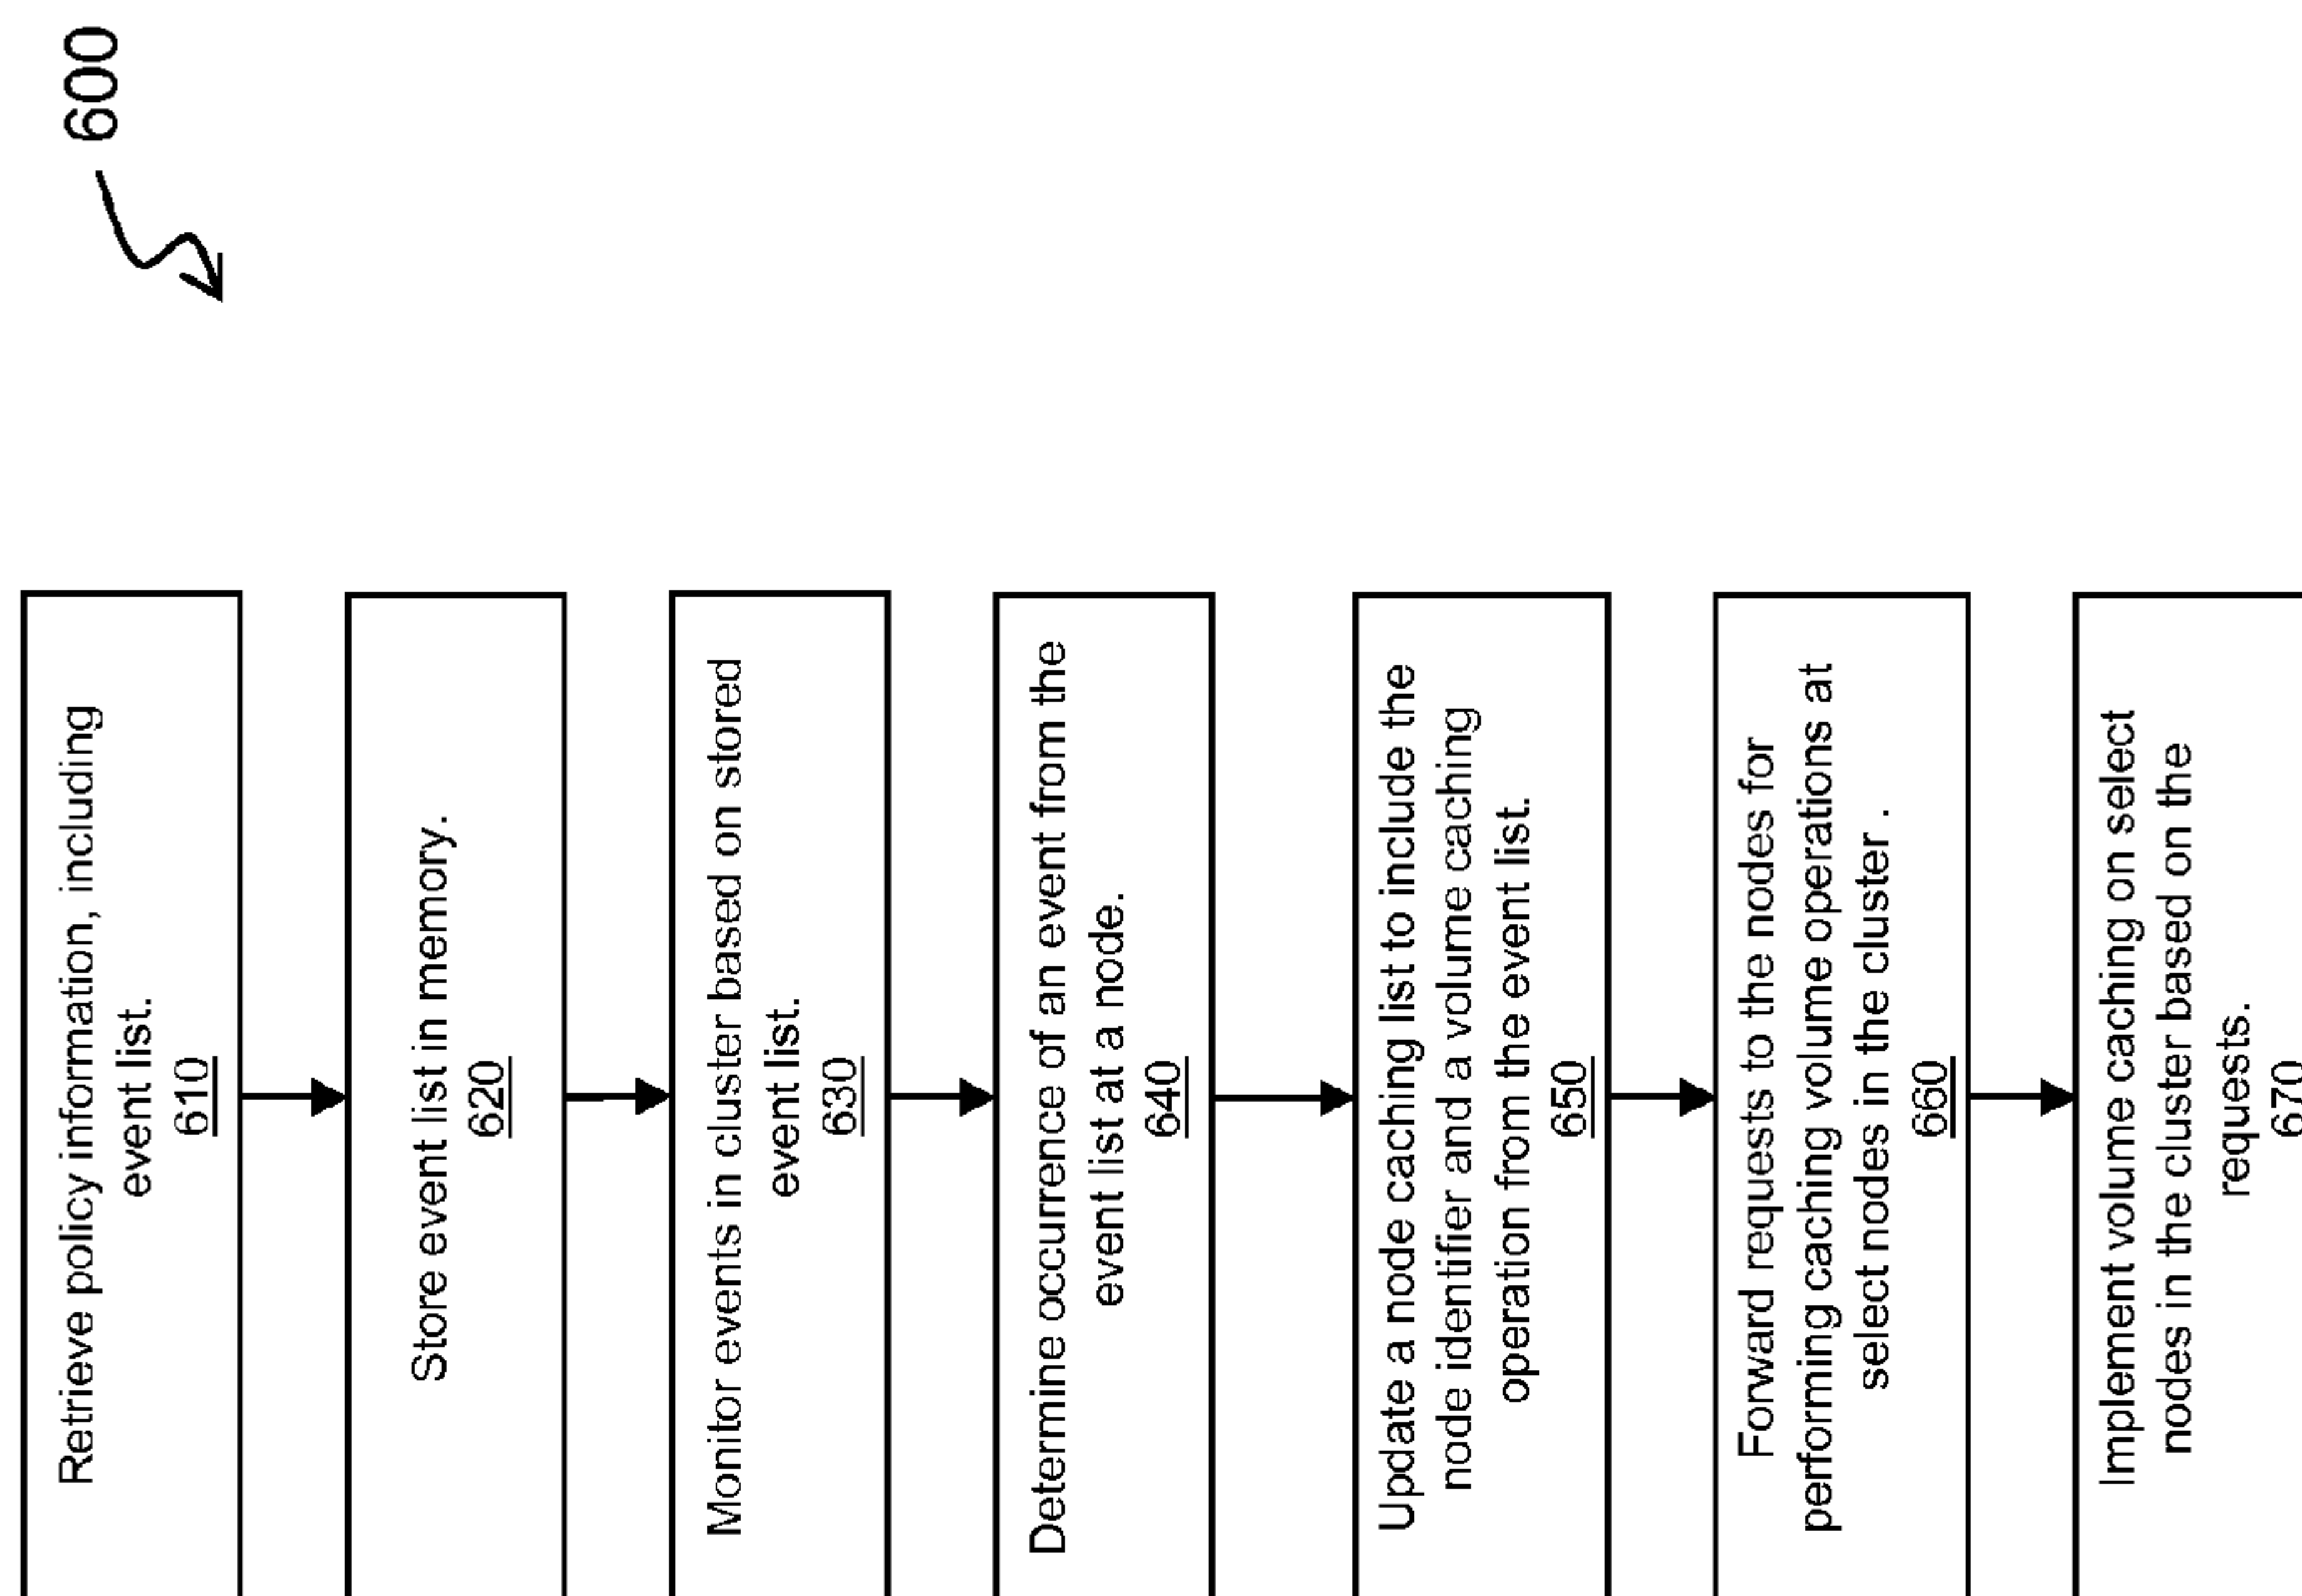 600
Retrieve policy information, including
event list.
610
Store event list in memory.
620
Monitor events in cluster based on stored
event list.
630
Determine occurrence of an event from the
event list at a node.
640
Update a node caching list to include the
node identifier and a volume caching
operation from the event list.
650
Forward requests to the nodes for
performing caching volume operations at
select nodes in the cluster .
660
Implement volume caching on select
nodes in the cluster based on the
requests.
670